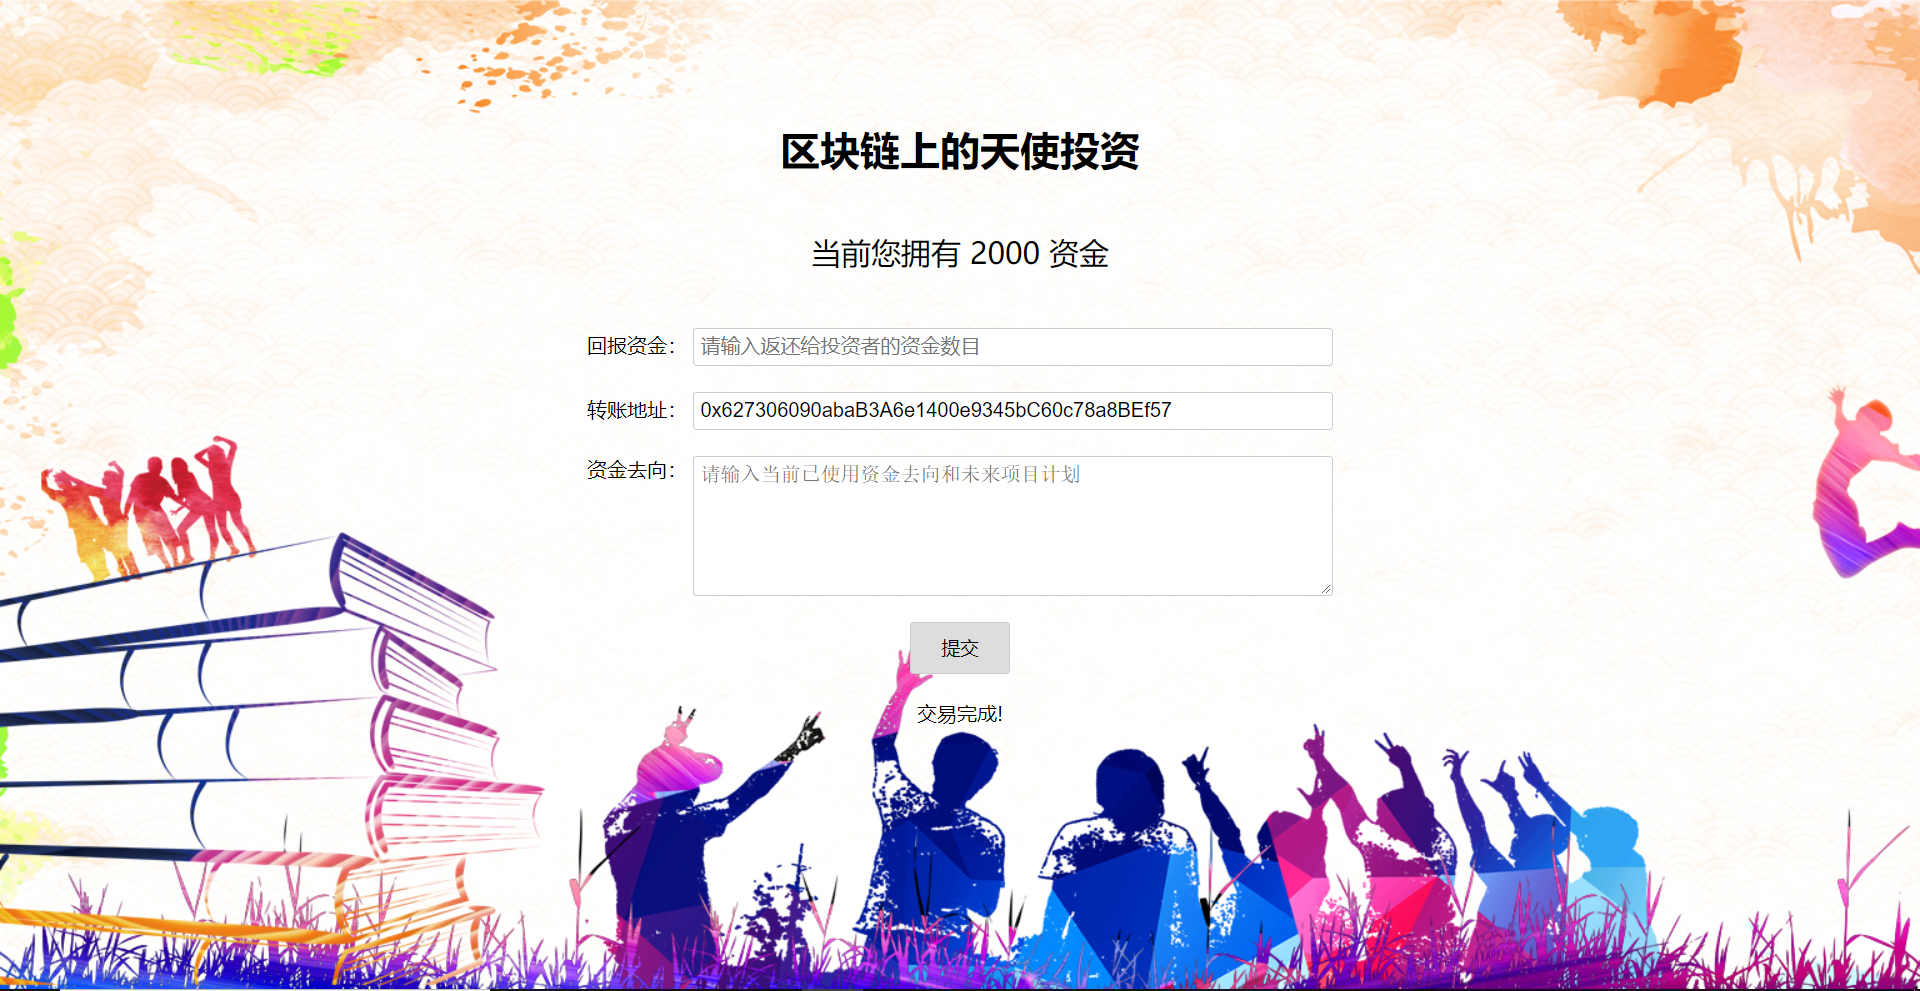 区块链上的天使投资
当前您拥有 2000 资金
回报资金： 请输入返还给投资者的资金数目
转账地址： 0x627306090abaB3A6e1400e9345bC60c78a8BEf57
资金去向： 请输入当前已使用资金去向和未来项目计划
提交
交易完成!